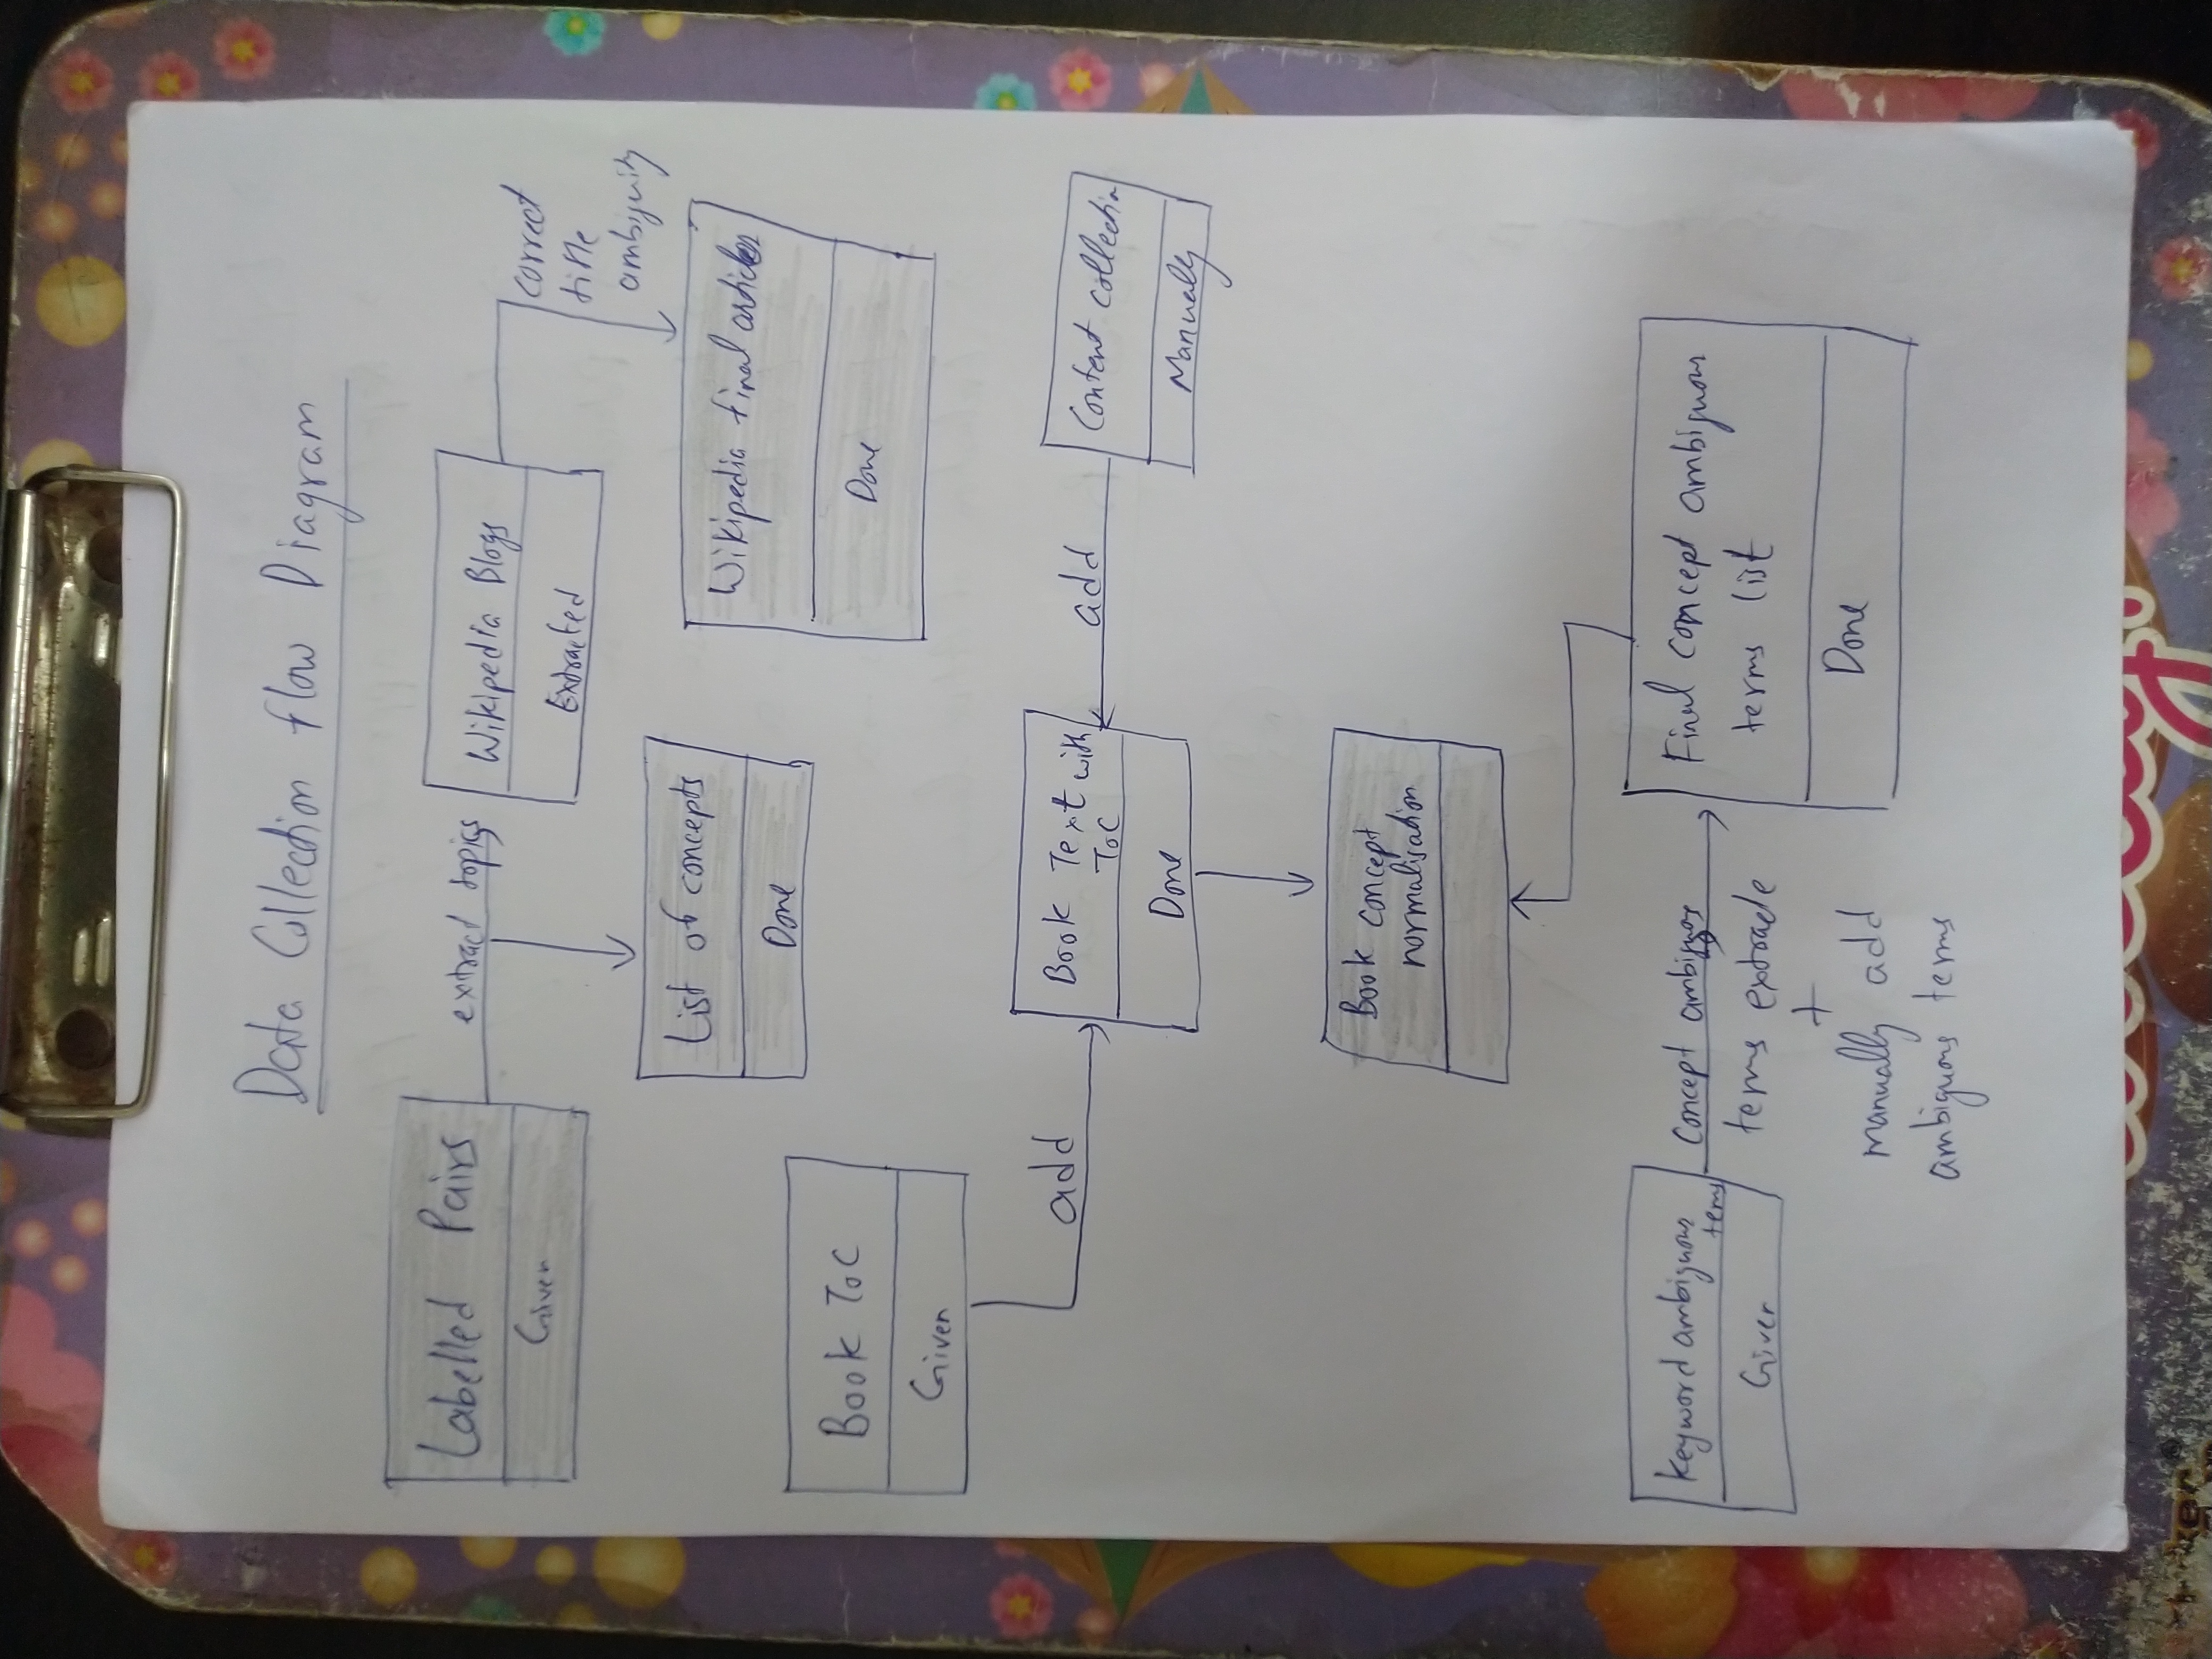 Data Collection flow Diagram
Labelled Pairs
Given
extract topics
Wikipedia Blogs
Extracted
correct
title
ambiguity
List of concepts
Done
Wikipedia final articles
Done
Book ToC
Given
add
Book Text with
ToC
Done
add
Content collection
Manually
Book concept
normalisation
Keyword ambiguous
terms
Given
Concept ambiguous
terms
+
manually add
ambiguous terms
Final concept ambiguous
terms list
Done